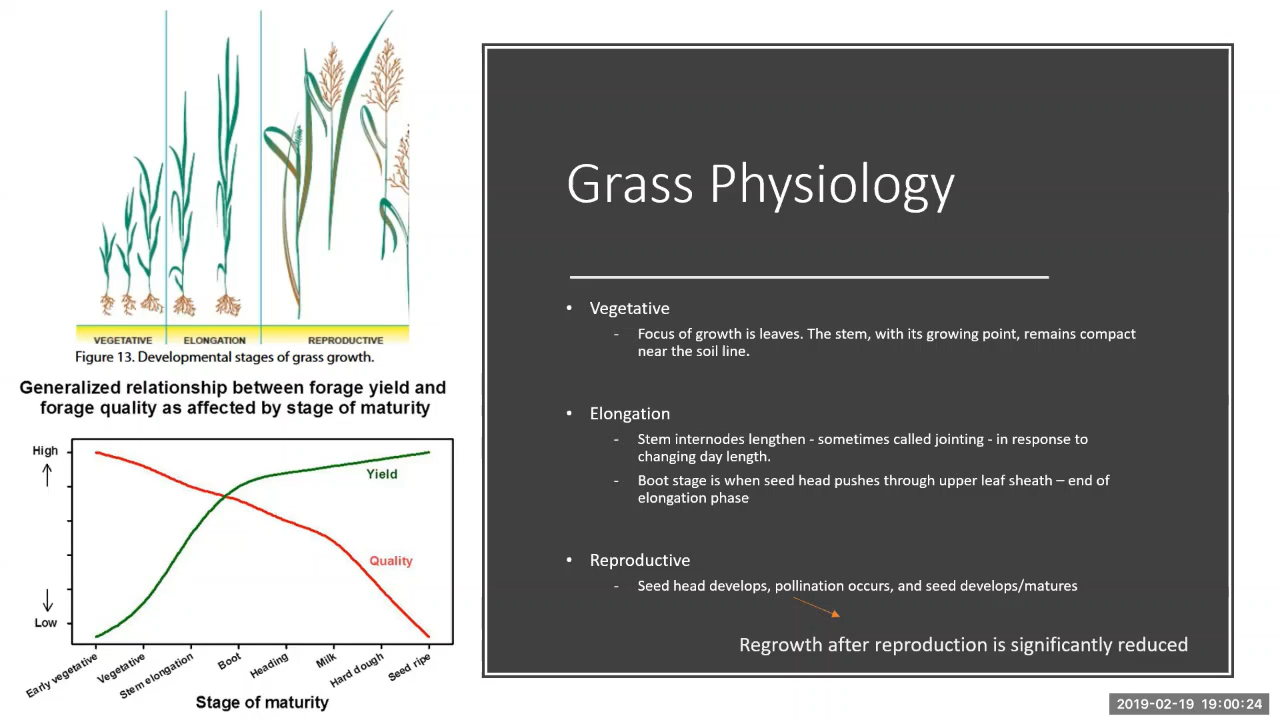 VEGETATIVE
ELONGATION
REPRODUCTIVE
Figure 13. Developmental stages of grass growth.
Generalized relationship between forage yield and
forage quality as affected by stage of maturity
High
Low
Yield
Quality
Early vegetative
Vegetative
Stem elongation
Boot
Heading
Milk
Hard dough
Seed ripe
Stage of maturity
Grass Physiology
• Vegetative
- Focus of growth is leaves. The stem, with its growing point, remains compact
near the soil line.
• Elongation
- Stem internodes lengthen - sometimes called jointing - in response to
changing day length.
- Boot stage is when seed head pushes through upper leaf sheath – end of
elongation phase
• Reproductive
- Seed head develops, pollination occurs, and seed develops/matures
Regrowth after reproduction is significantly reduced
2019-02-19 19:00:24